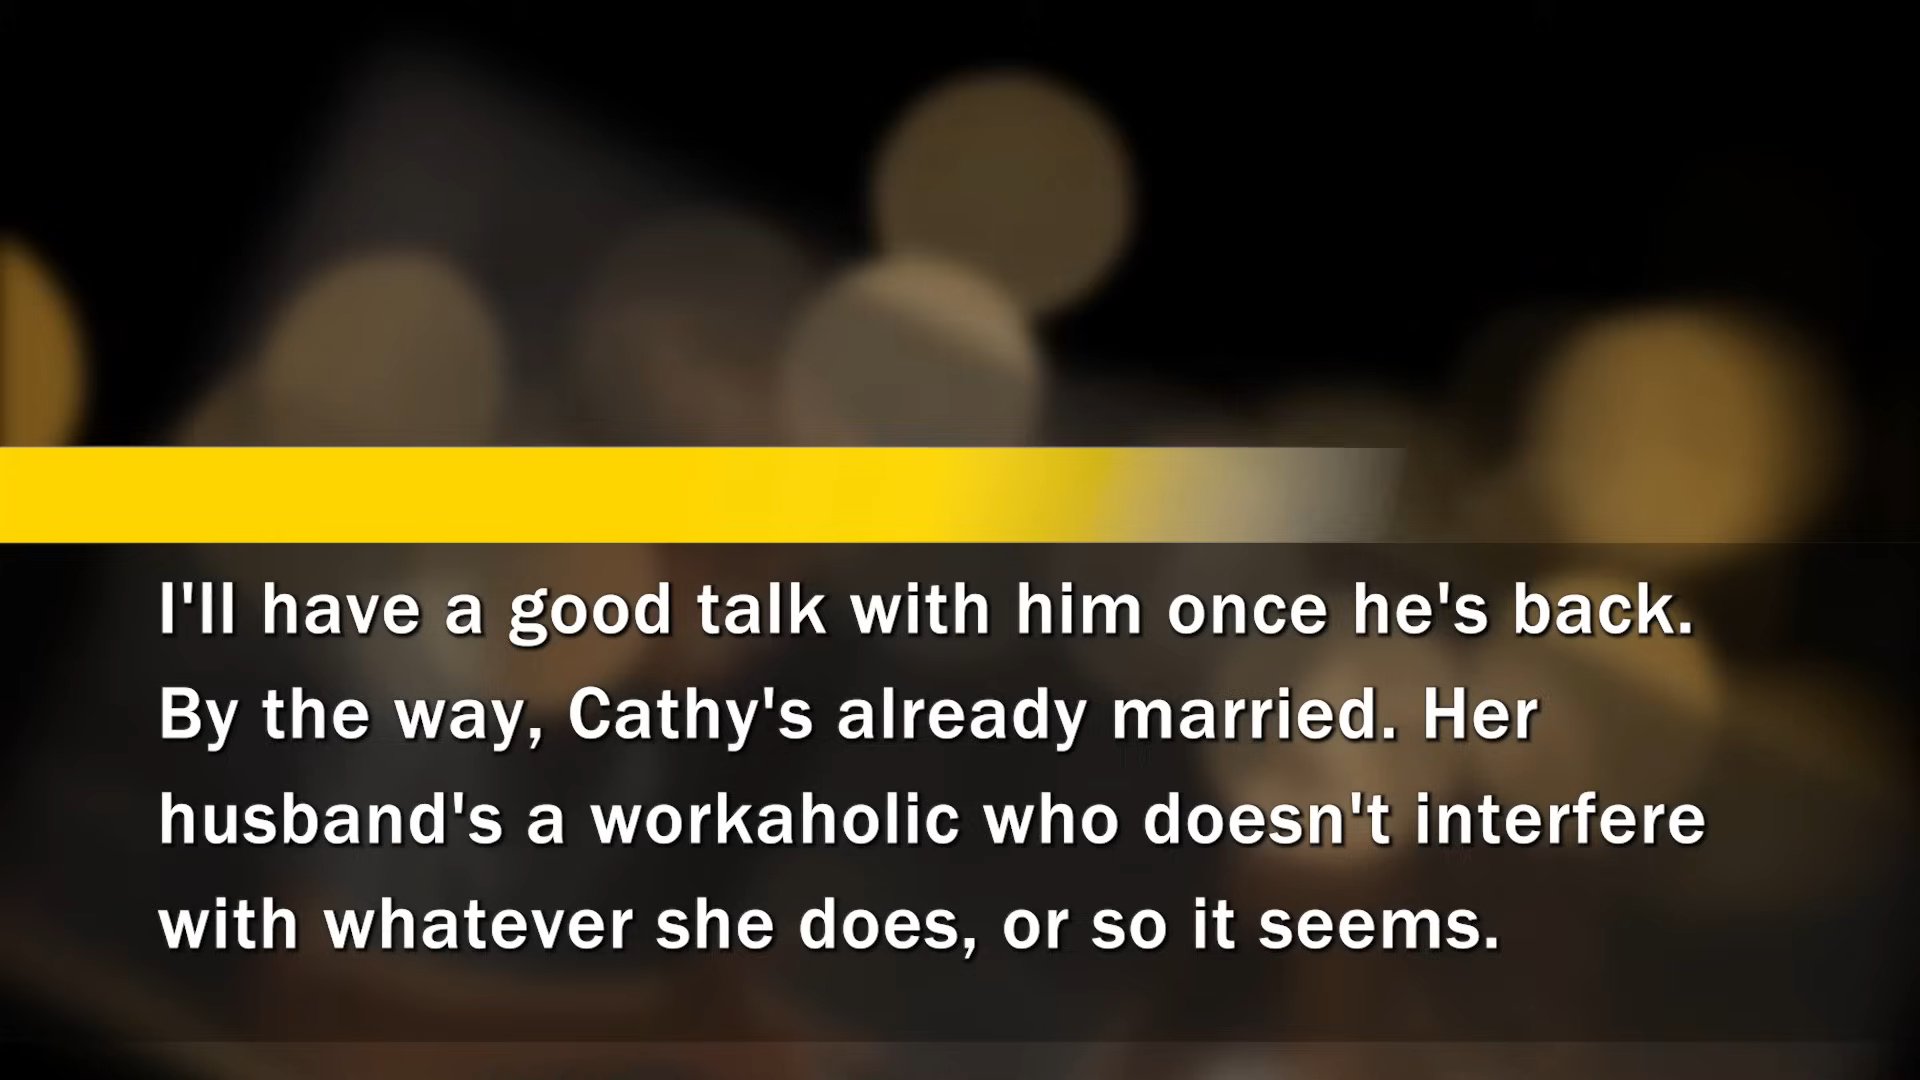 I'll have a good talk with him once he's back.
By the way, Cathy's already married. Her
husband's a workaholic who doesn't interfere
with whatever she does, or so it seems.